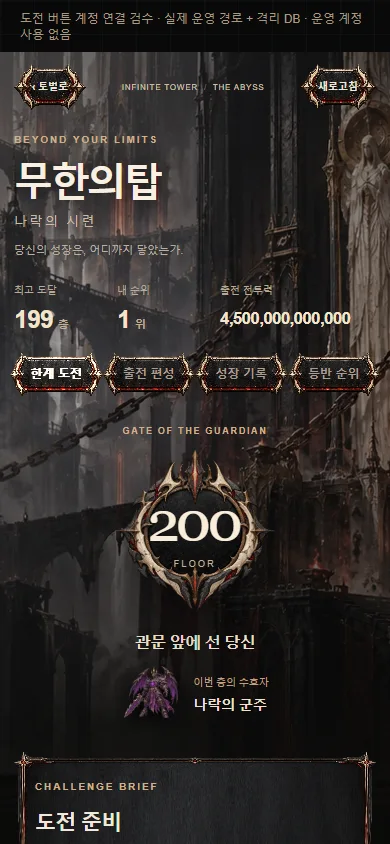 도전 버튼 계정 연결 검수 · 실제 운영 경로 + 격리 DB · 운영 계정
사용 없음
토벌로
INFINITE TOWER / THE ABYSS
새로고침
BEYOND YOUR LIMITS
무한의탑
나락의 시련
당신의 성장은, 어디까지 닿았는가.
최고 도달 내 순위 출전 전투력
199 층 1 위 4,500,000,000,000
한계 도전 출전 편성 성장 기록 등반 순위
GATE OF THE GUARDIAN
200
FLOOR
관문 앞에 선 당신
이번 층의 수호자
나락의 군주
CHALLENGE BRIEF
도전 준비